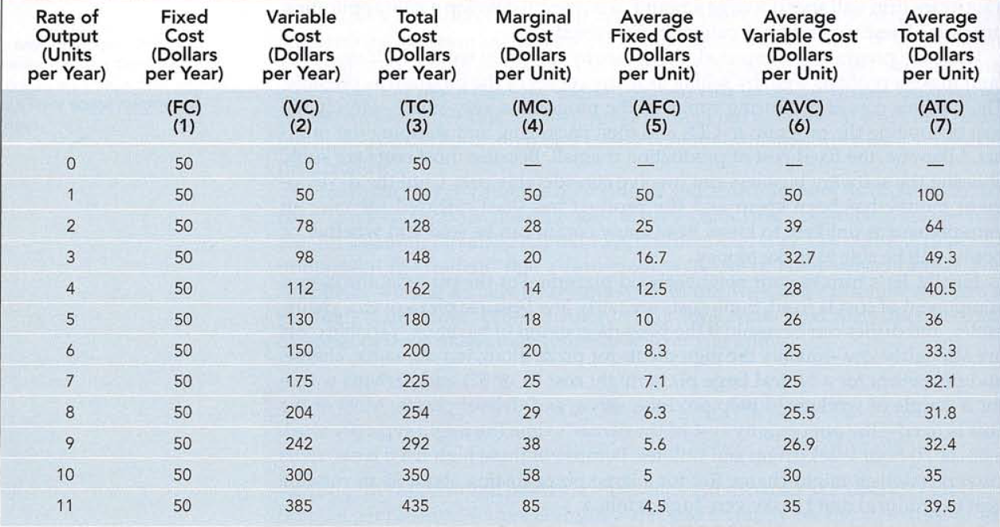 Rate of Output (Units per Year) Fixed Cost (Dollars per Year) Variable Cost (Dollars per Year) Total Cost (Dollars per Year) Marginal Cost (Dollars per Unit) Average Fixed Cost (Dollars per Unit) Average Variable Cost (Dollars per Unit) Average Total Cost (Dollars per Unit)
(FC) (VC) (TC) (MC) (AFC) (AVC) (ATC)
(1) (2) (3) (4) (5) (6) (7)
0 50 0 50 — — — —
1 50 50 100 50 50 50 100
2 50 78 128 28 25 39 64
3 50 98 148 20 16.7 32.7 49.3
4 50 112 162 14 12.5 28 40.5
5 50 130 180 18 10 26 36
6 50 150 200 20 8.3 25 33.3
7 50 175 225 25 7.1 25 32.1
8 50 204 254 29 6.3 25.5 31.8
9 50 242 292 38 5.6 26.9 32.4
10 50 300 350 58 5 30 35
11 50 385 435 85 4.5 35 39.5